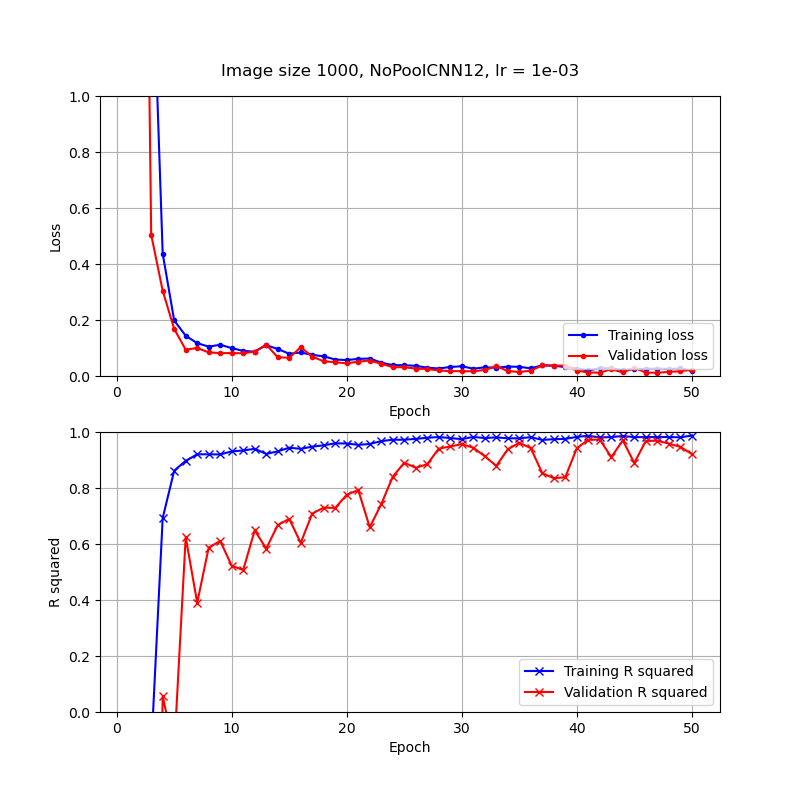 Image size 1000, NoPoolCNN12, lr = 1e-03
1.0
0.8
0.6
0.4
0.2
0.0
Loss
Training loss
Validation loss
0 10 20 30 40 50
Epoch
1.0
0.8
0.6
0.4
0.2
0.0
R squared
Training R squared
Validation R squared
0 10 20 30 40 50
Epoch